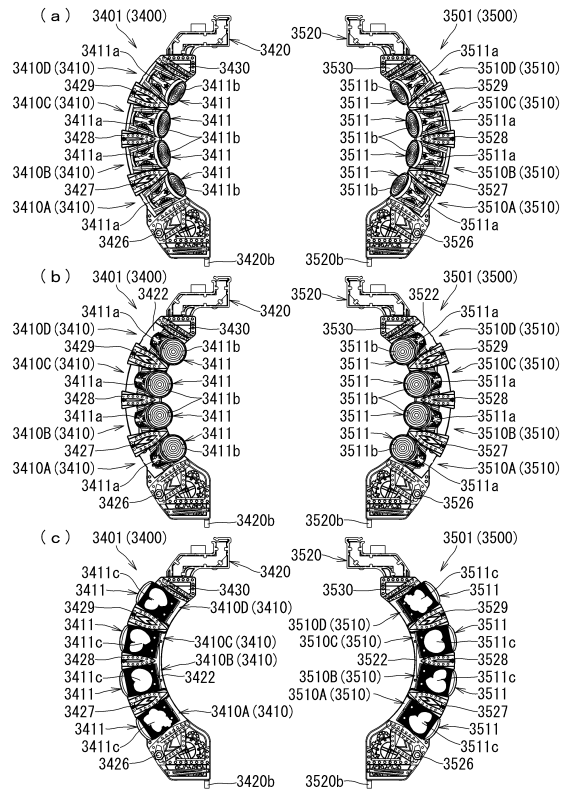 (a)
3401(3400)
3411a
3410D(3410)
3429
3410C(3410)
3411a
3428
3411a
3410B(3410)
3427
3410A(3410)
3411a
3426
3420
3430
3411b
3411
3411
3411b
3411
3411
3411b
3420b
3520
3530
3511b
3511
3511
3511b
3511
3511
3511b
3520b
3501(3500)
3511a
3510D(3510)
3529
3510C(3510)
3511a
3528
3511a
3510B(3510)
3527
3510A(3510)
3511a
3526
(b)
3401(3400)
3422
3411a
3410D(3410)
3429
3410C(3410)
3411a
3428
3411a
3410B(3410)
3427
3410A(3410)
3411a
3426
3420
3430
3411b
3411
3411
3411b
3411
3411
3411b
3420b
3520
3530
3511b
3511
3511
3511b
3511
3511
3511b
3520b
3501(3500)
3522
3511a
3510D(3510)
3529
3510C(3510)
3511a
3528
3511a
3510B(3510)
3527
3510A(3510)
3511a
3526
(c)
3401(3400)
3411c
3411
3429
3411
3411c
3428
3411c
3411
3427
3411
3411c
3426
3420
3430
3410D(3410)
3410C(3410)
3410B(3410)
3422
3410A(3410)
3420b
3520
3530
3510D(3510)
3510C(3510)
3522
3510B(3510)
3510A(3510)
3520b
3501(3500)
3511c
3511
3529
3511
3511c
3528
3511c
3511
3527
3511
3511c
3526